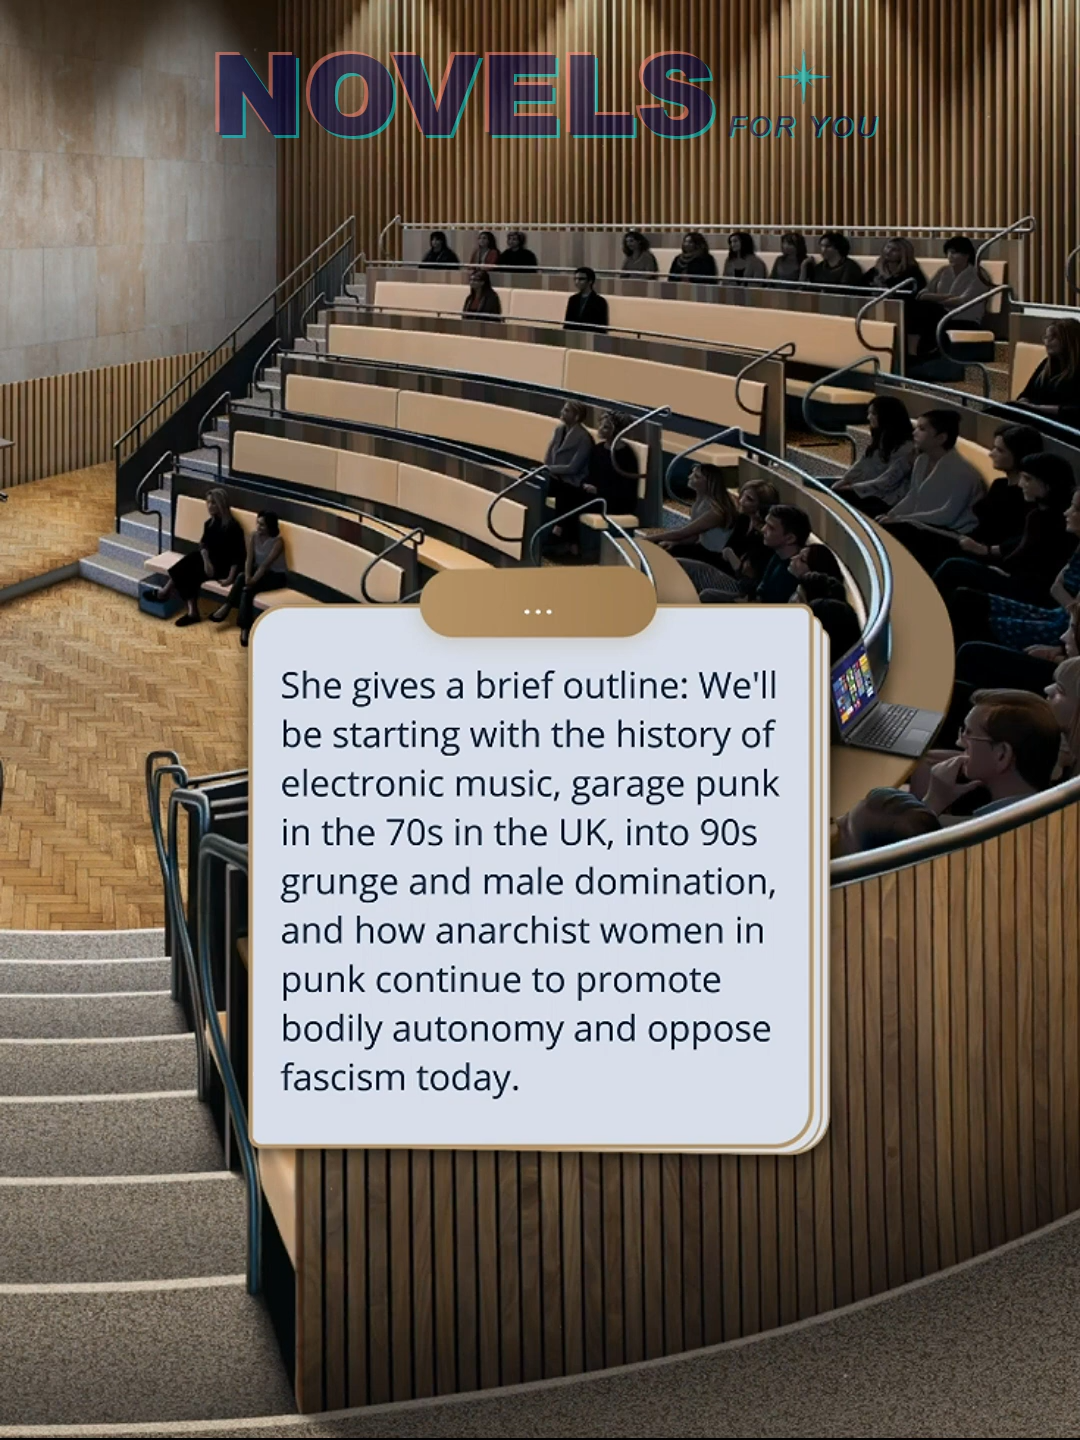 NOVELS
FOR YOU
...
She gives a brief outline: We'll
be starting with the history of
electronic music, garage punk
in the 70s in the UK, into 90s
grunge and male domination,
and how anarchist women in
punk continue to promote
bodily autonomy and oppose
fascism today.